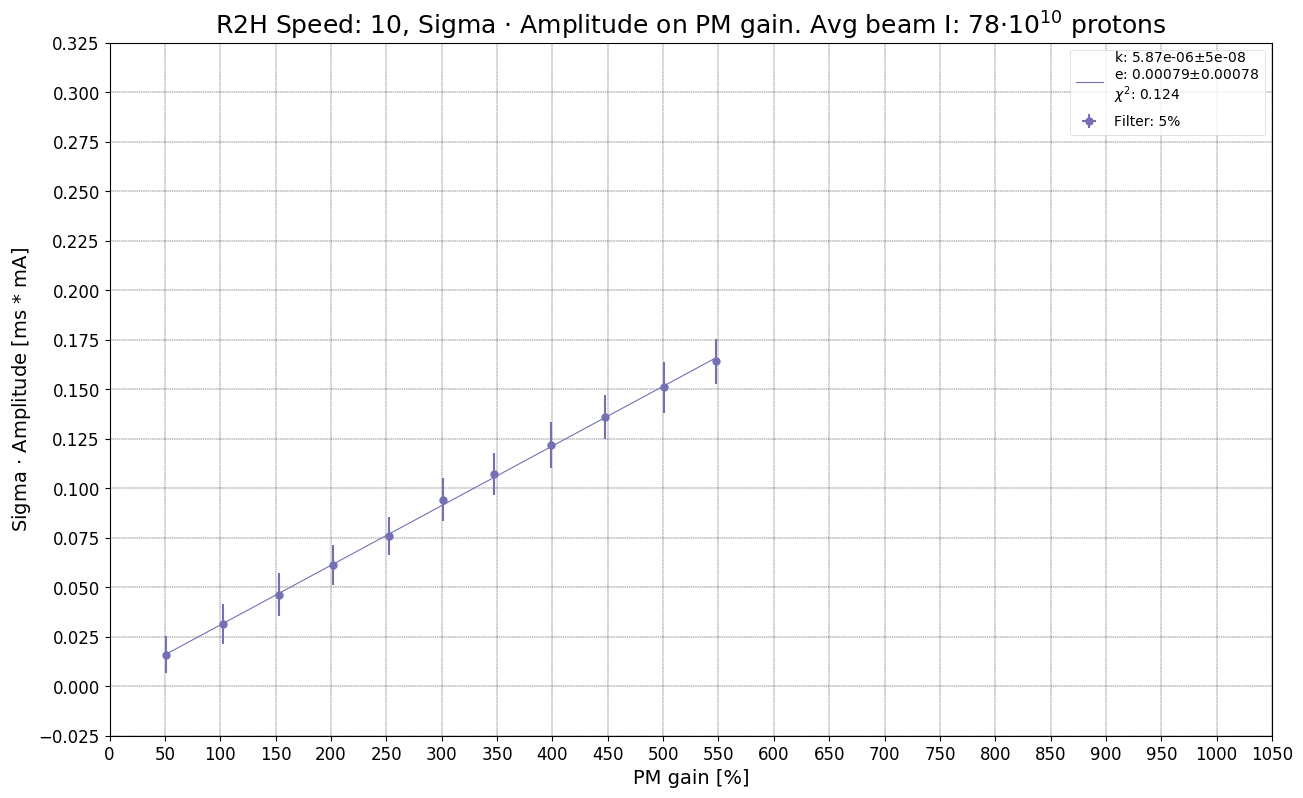 R2H Speed: 10, Sigma · Amplitude on PM gain. Avg beam I: 78·10¹⁰ protons
k: 5.87e-06±5e-08
e: 0.00079±0.00078
χ²: 0.124
Filter: 5%
Sigma · Amplitude [ms * mA]
0.325
0.300
0.275
0.250
0.225
0.200
0.175
0.150
0.125
0.100
0.075
0.050
0.025
0.000
−0.025
0 50 100 150 200 250 300 350 400 450 500 550 600 650 700 750 800 850 900 950 1000 1050
PM gain [%]